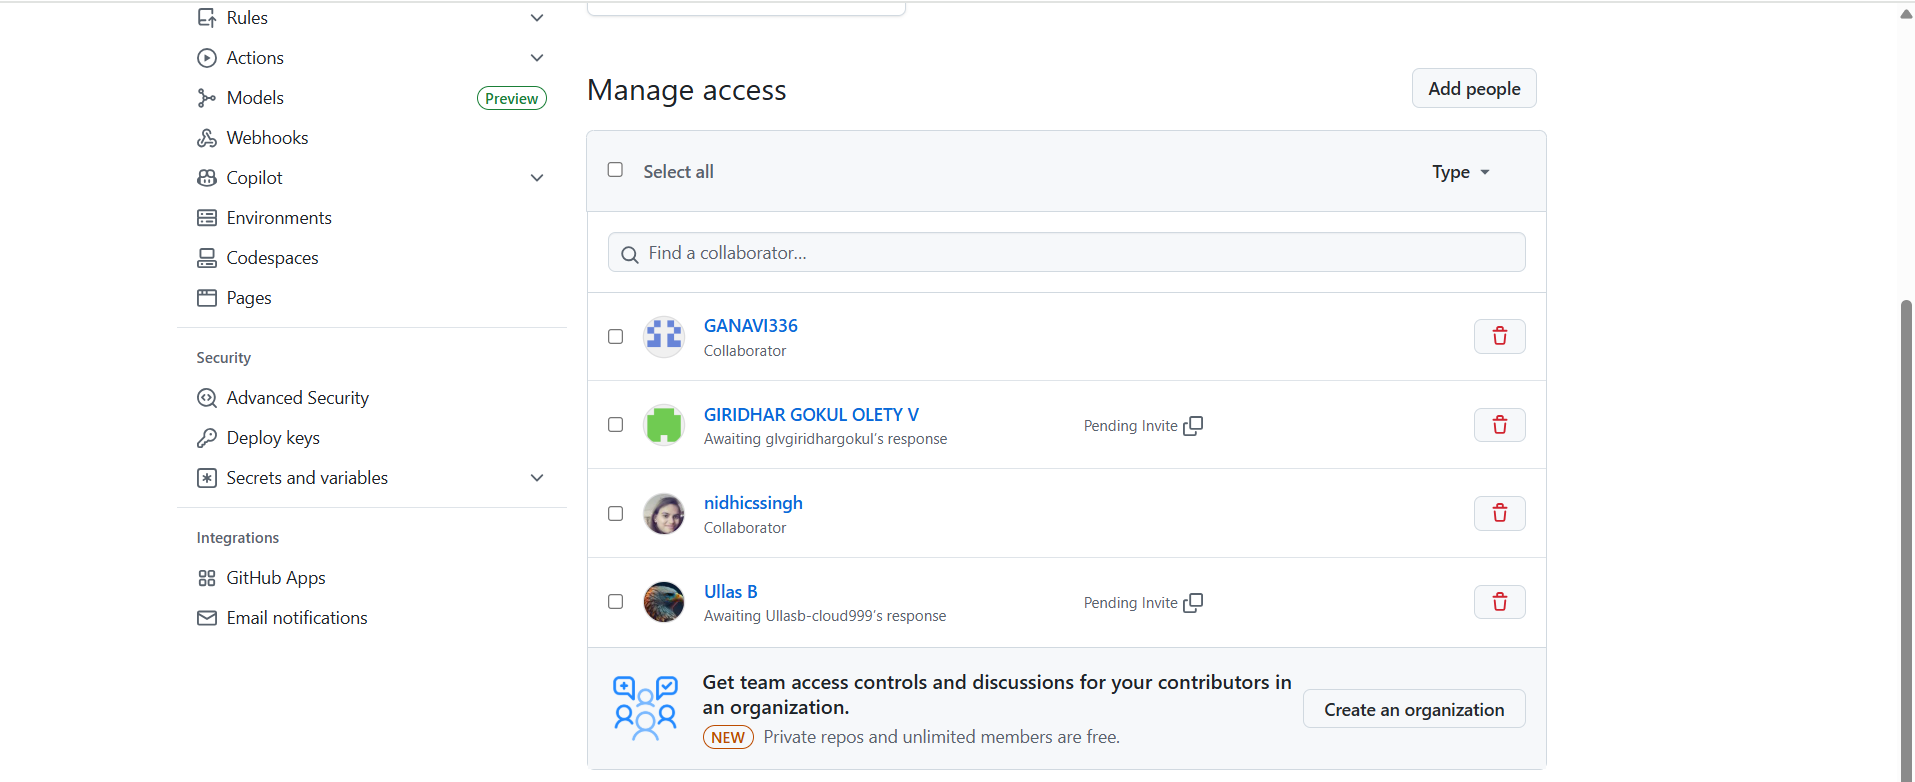 Rules
Actions
Models
Preview
Webhooks
Copilot
Environments
Codespaces
Pages
Security
Advanced Security
Deploy keys
Secrets and variables
Integrations
GitHub Apps
Email notifications
Manage access
Add people
Select all
Type
Find a collaborator...
GANAVI336
Collaborator
GIRIDHAR GOKUL OLETY V
Awaiting glvgiridhargokul's response
Pending Invite
nidhicssingh
Collaborator
Ullas B
Awaiting Ullasb-cloud999's response
Pending Invite
Get team access controls and discussions for your contributors in
an organization.
NEW Private repos and unlimited members are free.
Create an organization